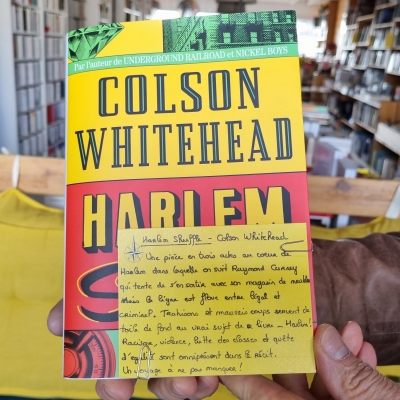 Par l'auteur de UNDERGROUND RAILROAD et NICKEL BOYS
COLSON
WHITEHEAD
HARLEM
S
Harlem Shuffle - Colson Whitehead
Une pièce en trois actes au coeur de
Harlem dans laquelle on suit Raymond Carney
qui tente de s'en sortir avec son magasin de meubles
Mais la ligne est floue entre légal et
criminel. Trahisons et mauvais coups servent de
toile de fond au vrai sujet de ce livre - Harlem!
Racisme, violence, lutte des classes et quête
d'égalité sont omniprésents dans le récit.
Un voyage à ne pas manquer!